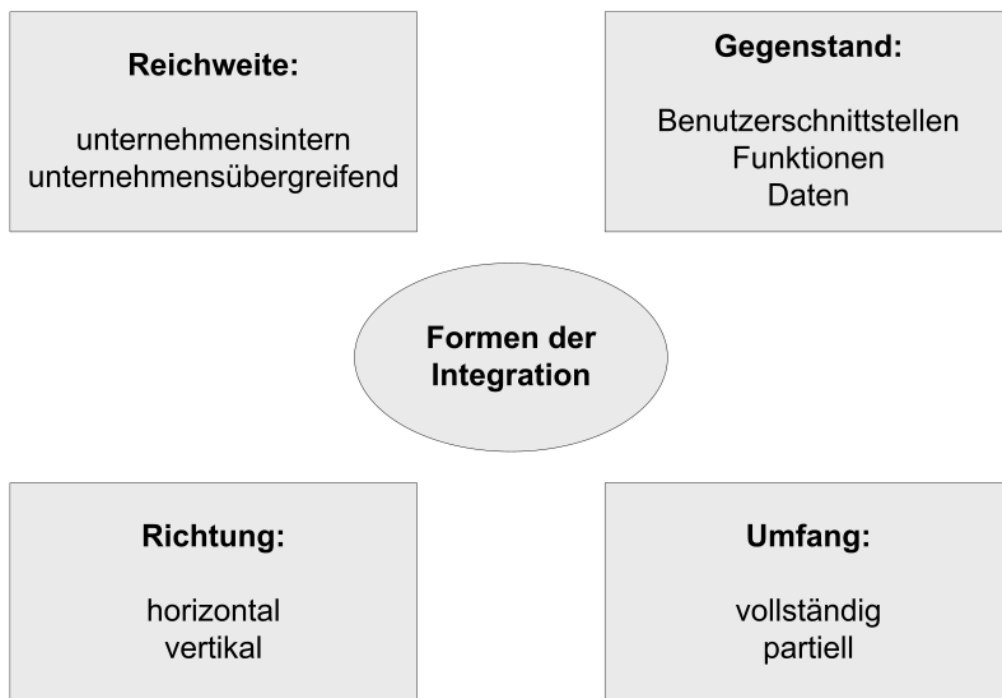 Reichweite:
unternehmensintern
unternehmensübergreifend
Gegenstand:
Benutzerschnittstellen
Funktionen
Daten
Formen der
Integration
Richtung:
horizontal
vertikal
Umfang:
vollständig
partiell